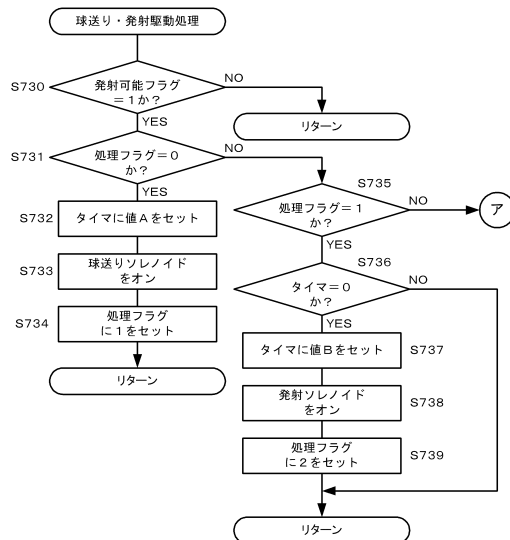 球送り・発射駆動処理
S730
発射可能フラグ
＝１か？
NO
YES
リターン
S731
処理フラグ＝０
か？
NO
YES
S732
タイマに値Ａをセット
S733
球送りソレノイド
をオン
S734
処理フラグ
に１をセット
リターン
S735
処理フラグ＝１
か？
NO
ア
YES
S736
タイマ＝０
か？
NO
YES
タイマに値Ｂをセット
S737
発射ソレノイド
をオン
S738
処理フラグ
に２をセット
S739
リターン